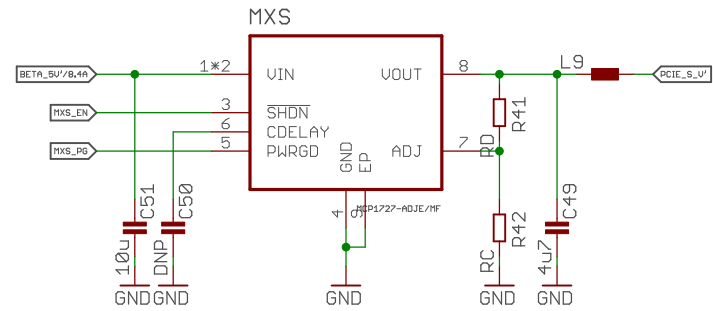 MXS
BETA_5V'/8.4A
1*2
VIN
VOUT
8
L9
PCIE_S_V'
MXS_EN
3
SHDN
R41
RD
6
CDELAY
MXS_PG
5
PWRGD
GND
EP
ADJ
7
4
9
MCP1727-ADJE/MF
C51
10u
C50
DNP
R42
RC
C49
4u7
GND
GND
GND
GND
GND